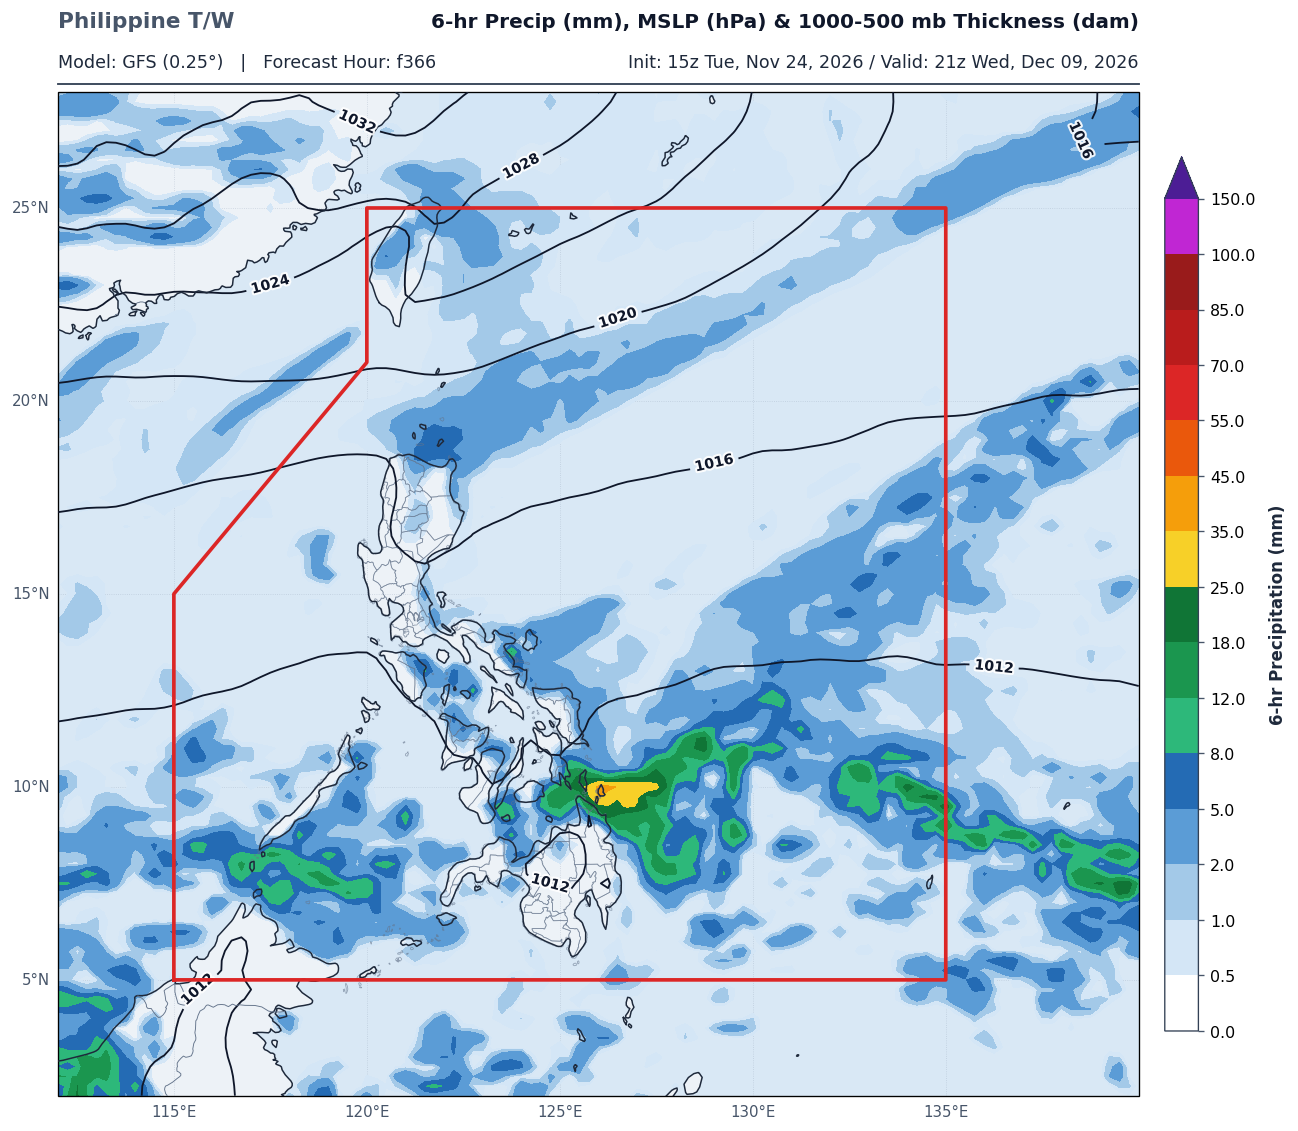 Philippine T/W
6-hr Precip (mm), MSLP (hPa) & 1000-500 mb Thickness (dam)
Model: GFS (0.25°) | Forecast Hour: f366
Init: 15z Tue, Nov 24, 2026 / Valid: 21z Wed, Dec 09, 2026
1032
1028
1016
1024
1020
1016
1012
1012
1012
25°N
20°N
15°N
10°N
5°N
115°E
120°E
125°E
130°E
135°E
150.0
100.0
85.0
70.0
55.0
45.0
35.0
25.0
18.0
12.0
8.0
5.0
2.0
1.0
0.5
0.0
6-hr Precipitation (mm)